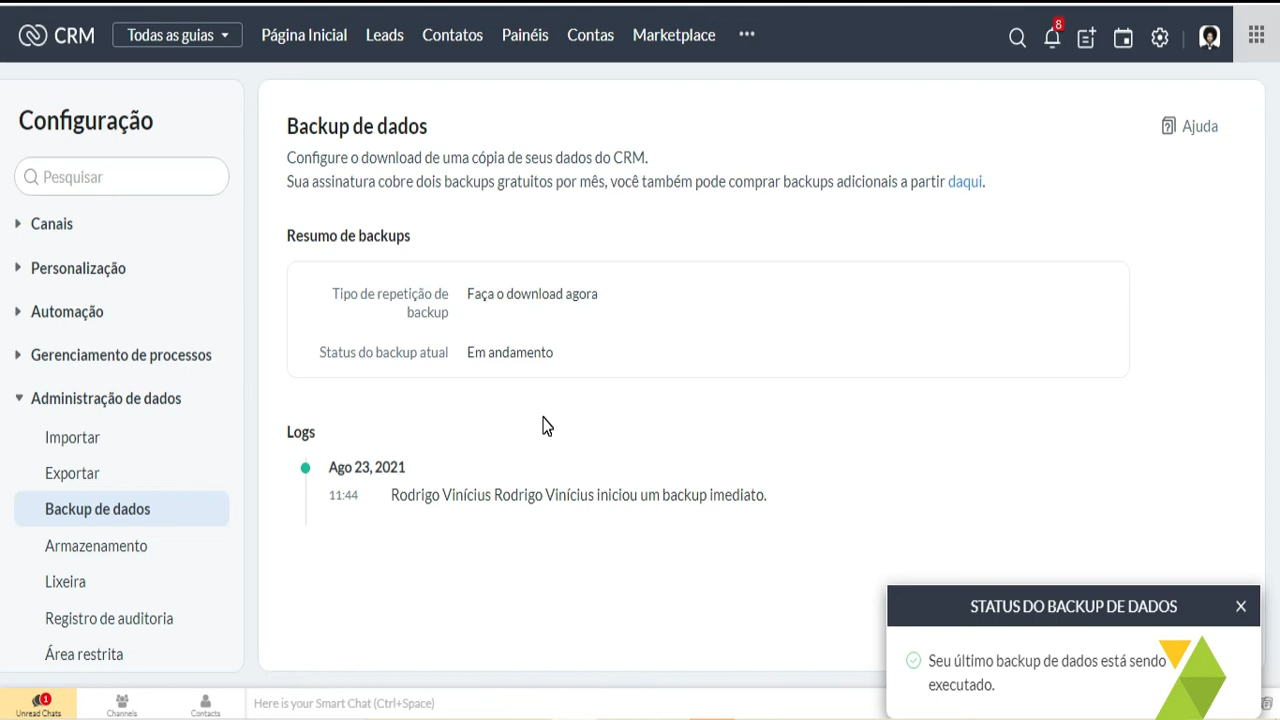 CRM Todas as guias Página Inicial Leads Contatos Painéis Contas Marketplace ••• 8
Configuração
Pesquisar
Canais
Personalização
Automação
Gerenciamento de processos
Administração de dados
Importar
Exportar
Backup de dados
Armazenamento
Lixeira
Registro de auditoria
Área restrita
Backup de dados
Ajuda
Configure o download de uma cópia de seus dados do CRM.
Sua assinatura cobre dois backups gratuitos por mês, você também pode comprar backups adicionais a partir daqui.
Resumo de backups
Tipo de repetição de
backup
Faça o download agora
Status do backup atual Em andamento
Logs
Ago 23, 2021
11:44 Rodrigo Vinícius Rodrigo Vinícius iniciou um backup imediato.
STATUS DO BACKUP DE DADOS
Seu último backup de dados está sendo
executado.
1
Unread Chats Channels Contacts Here is your Smart Chat (Ctrl+Space)